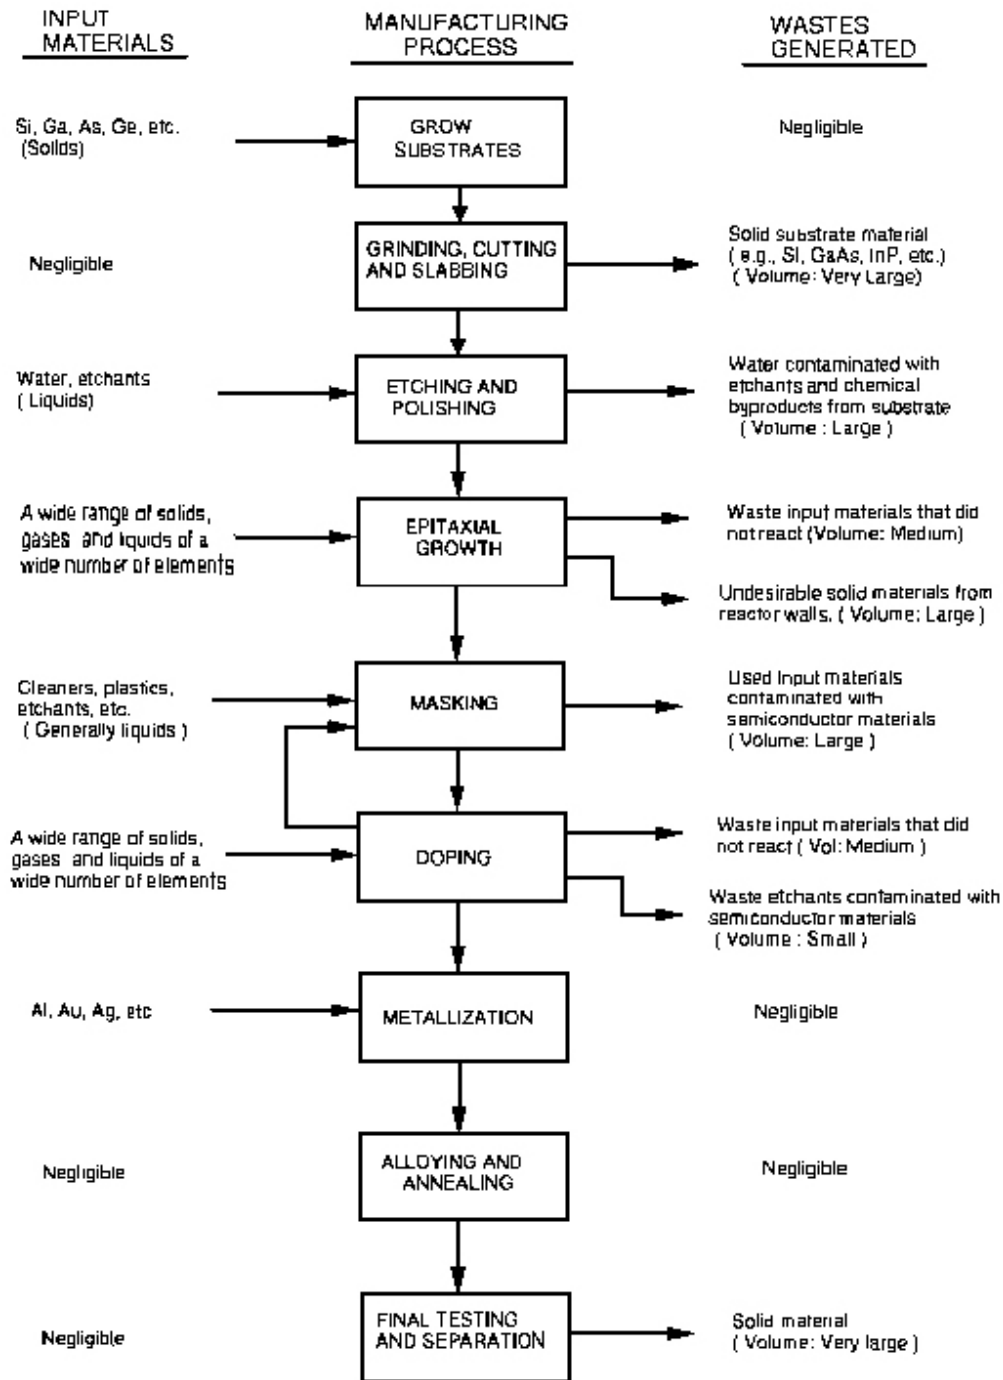 INPUT
MATERIALS
MANUFACTURING
PROCESS
WASTES
GENERATED
Si, Ga, As, Ge, etc.
(Solids)
GROW
SUBSTRATES
Negligible
Negligible
GRINDING, CUTTING
AND SLABBING
Solid substrate material
( e.g., Si, GaAs, InP, etc.)
( Volume: Very Large)
Water, etchants
( Liquids)
ETCHING AND
POLISHING
Water contaminated with
etchants and chemical
byproducts from substrate
( Volume : Large )
A wide range of solids,
gases and liquids of a
wide number of elements
EPITAXIAL
GROWTH
Waste input materials that did
not react (Volume: Medium)
Undesirable solid materials from
reactor walls. ( Volume: Large )
Cleaners, plastics,
etchants, etc.
( Generally liquids )
MASKING
Used input materials
contaminated with
semiconductor materials
( Volume: Large )
A wide range of solids,
gases and liquids of a
wide number of elements
DOPING
Waste input materials that did
not react ( Vol: Medium )
Waste etchants contaminated with
semiconductor materials
( Volume : Small )
Al, Au, Ag, etc
METALLIZATION
Negligible
Negligible
ALLOYING AND
ANNEALING
Negligible
Negligible
FINAL TESTING
AND SEPARATION
Solid material
( Volume: Very large )